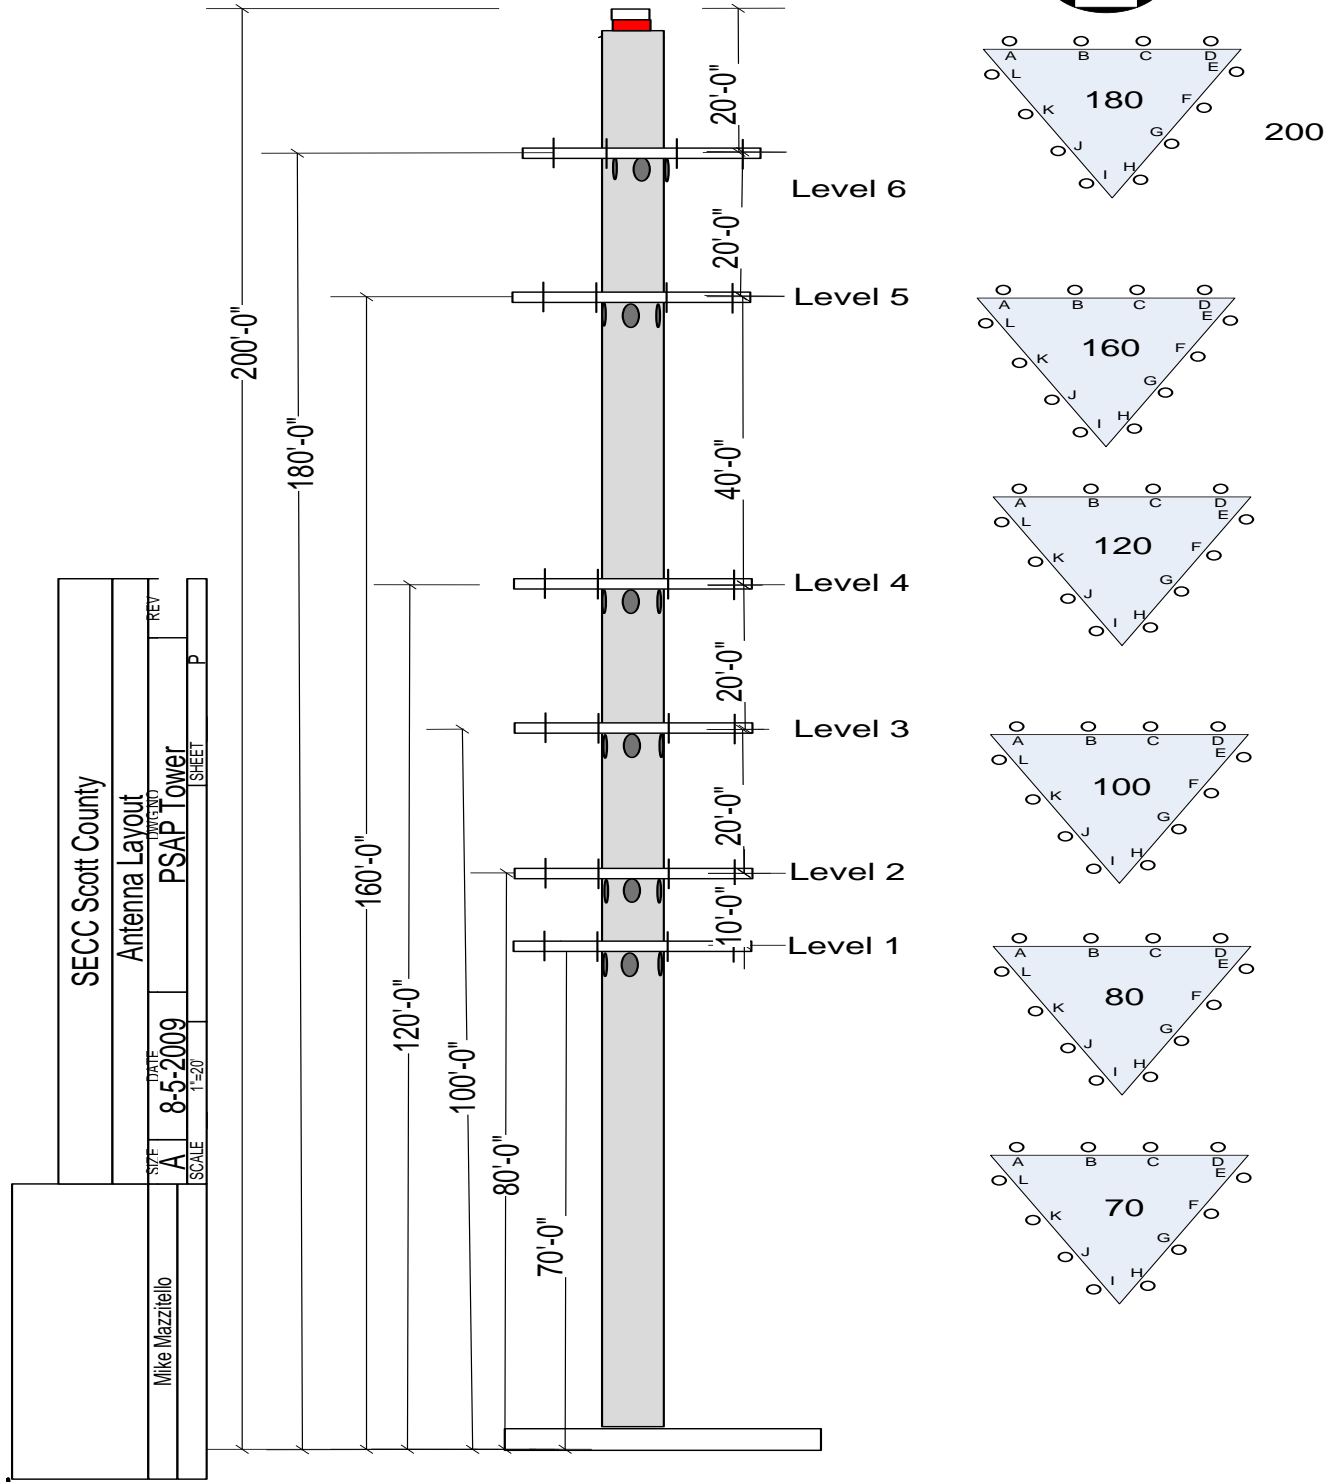 20'-0"
Level 6
20'-0"
Level 5
40'-0"
Level 4
20'-0"
Level 3
20'-0"
Level 2
10'-0"
Level 1
200'-0"
180'-0"
160'-0"
120'-0"
100'-0"
80'-0"
70'-0"
SECC Scott County
Antenna Layout
SIZE
A
DATE
8-5-2009
DWG NO
PSAP Tower
REV
SCALE
1"=20'
SHEET
P
Mike Mazzitello
A B C D
L E
K 180 F
J G
I H
200
A B C D
L E
K 160 F
J G
I H
A B C D
L E
K 120 F
J G
I H
A B C D
L E
K 100 F
J G
I H
A B C D
L E
K 80 F
J G
I H
A B C D
L E
K 70 F
J G
I H